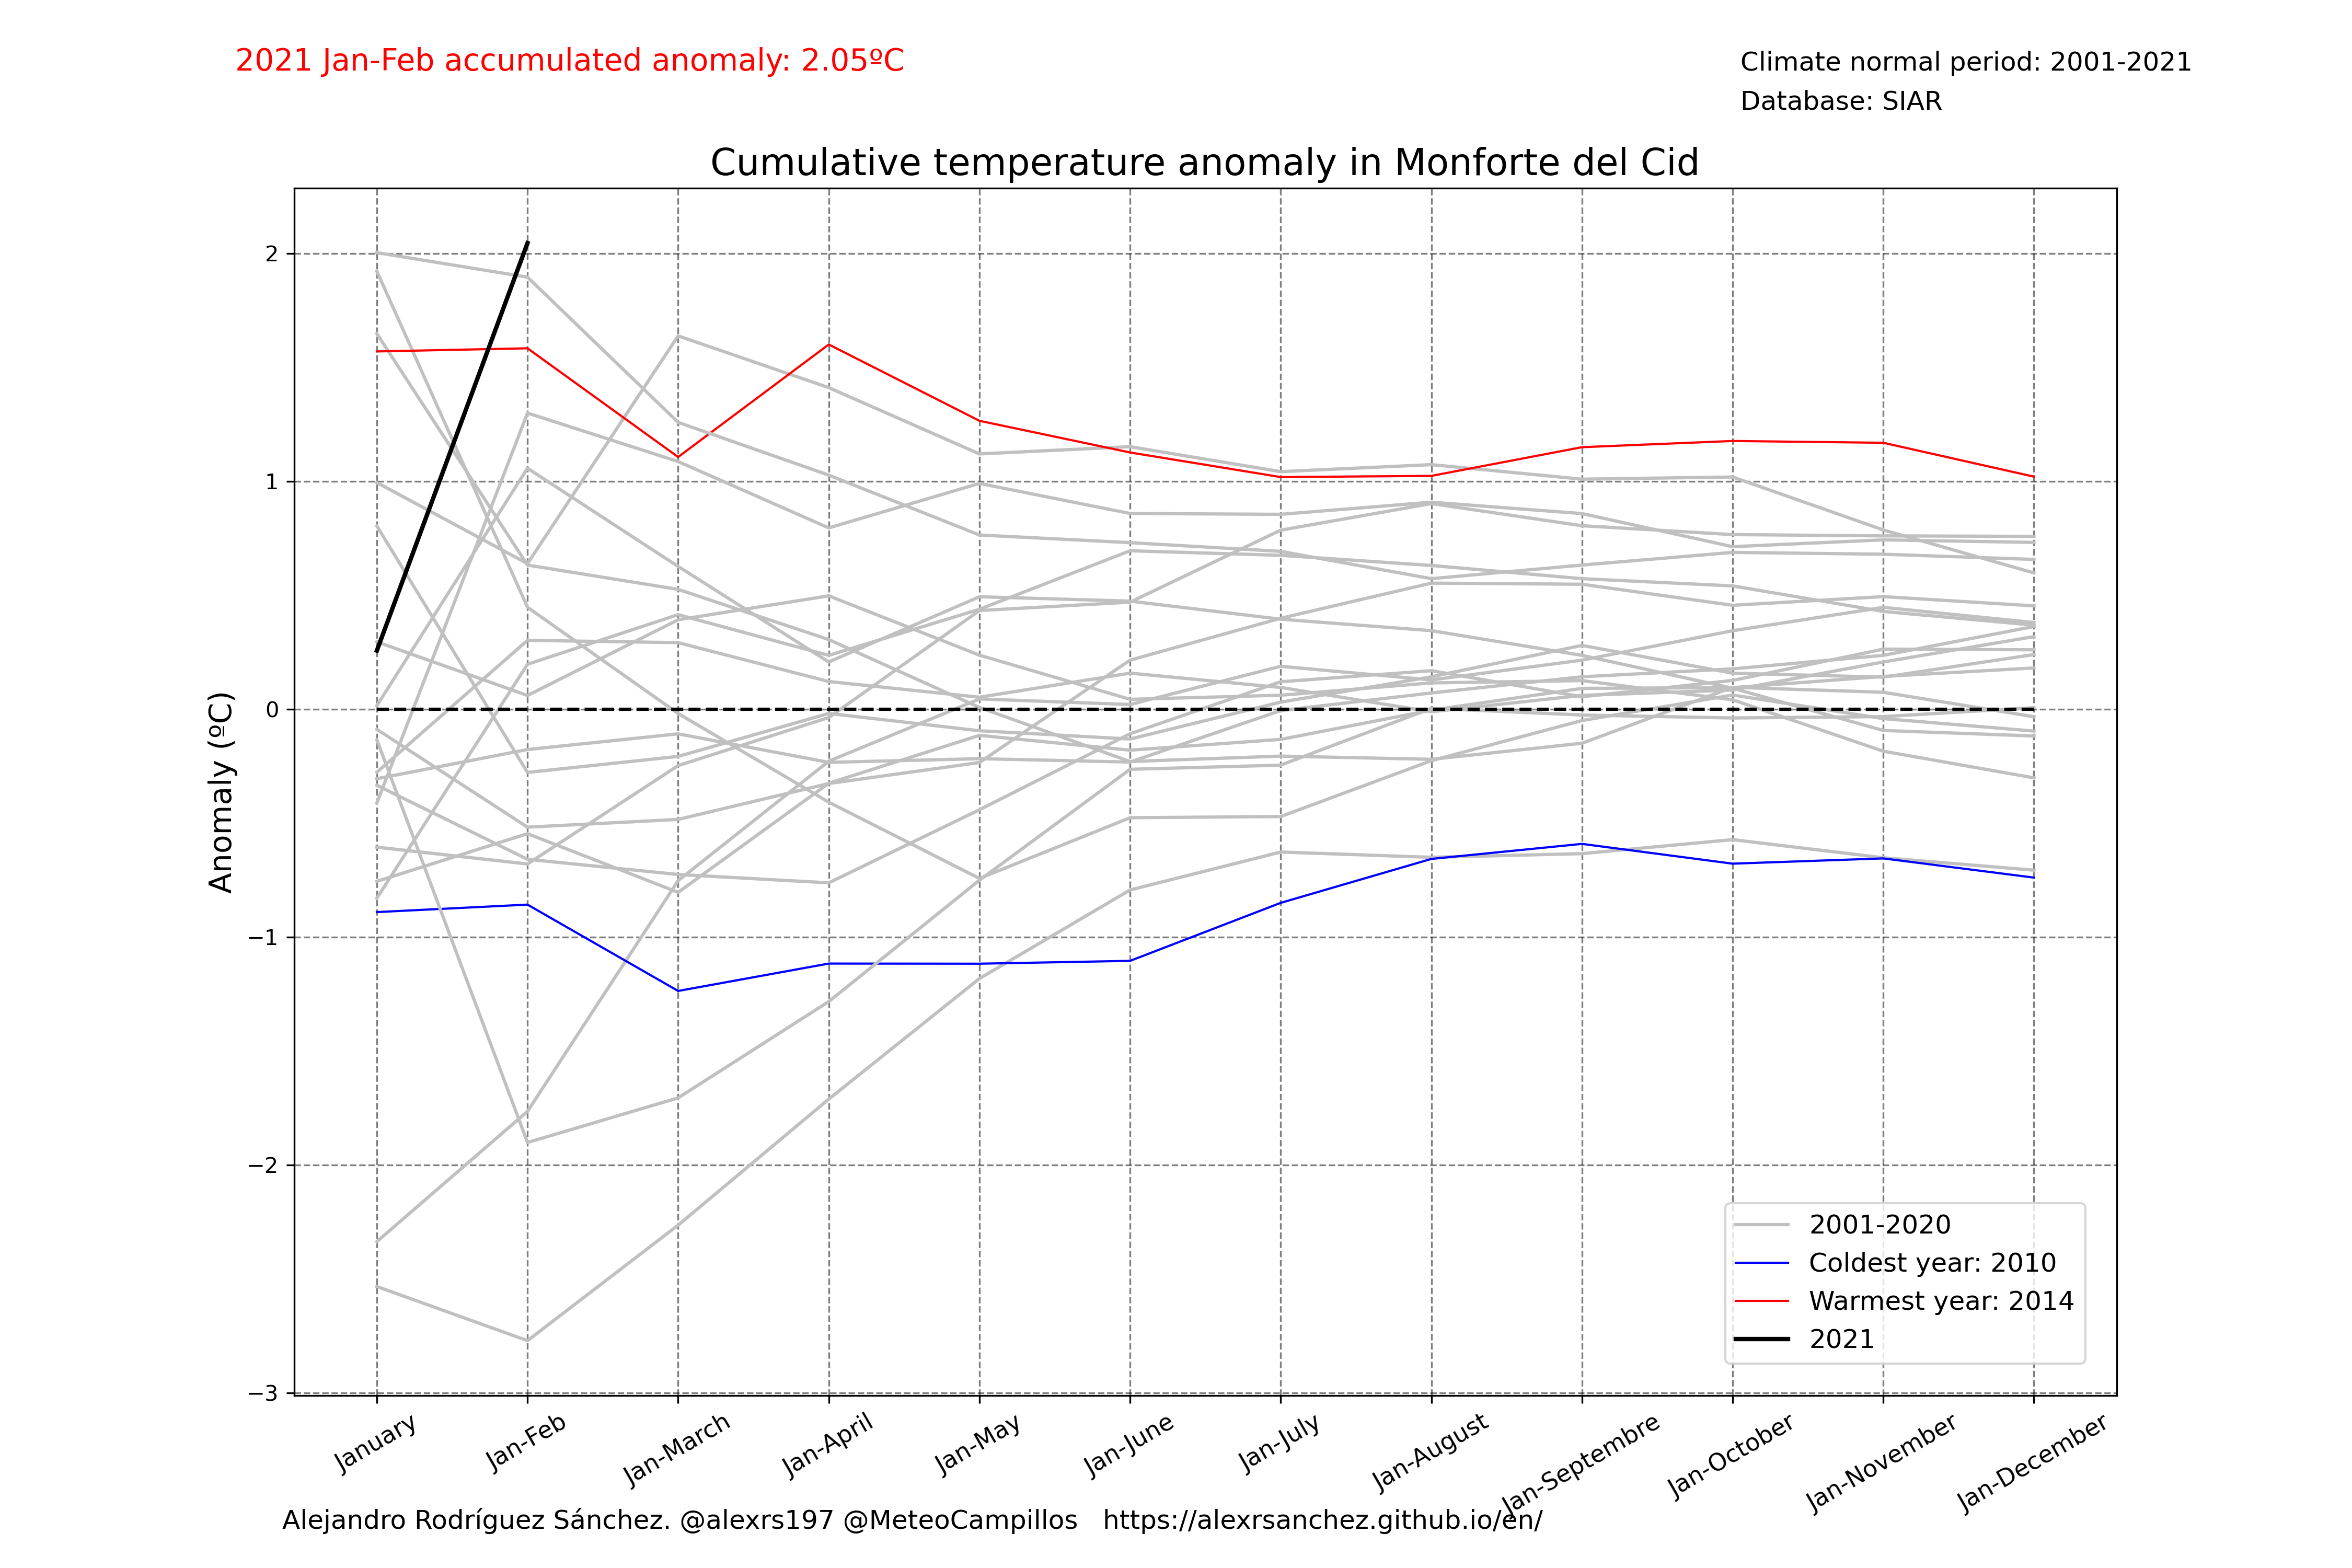 2021 Jan-Feb accumulated anomaly: 2.05ºC
Climate normal period: 2001-2021
Database: SIAR
Cumulative temperature anomaly in Monforte del Cid
Anomaly (ºC)
2
1
0
−1
−2
−3
2001-2020
Coldest year: 2010
Warmest year: 2014
2021
January
Jan-Feb
Jan-March
Jan-April
Jan-May
Jan-June
Jan-July
Jan-August
Jan-Septembre
Jan-October
Jan-November
Jan-December
Alejandro Rodríguez Sánchez. @alexrs197 @MeteoCampillos https://alexrsanchez.github.io/en/